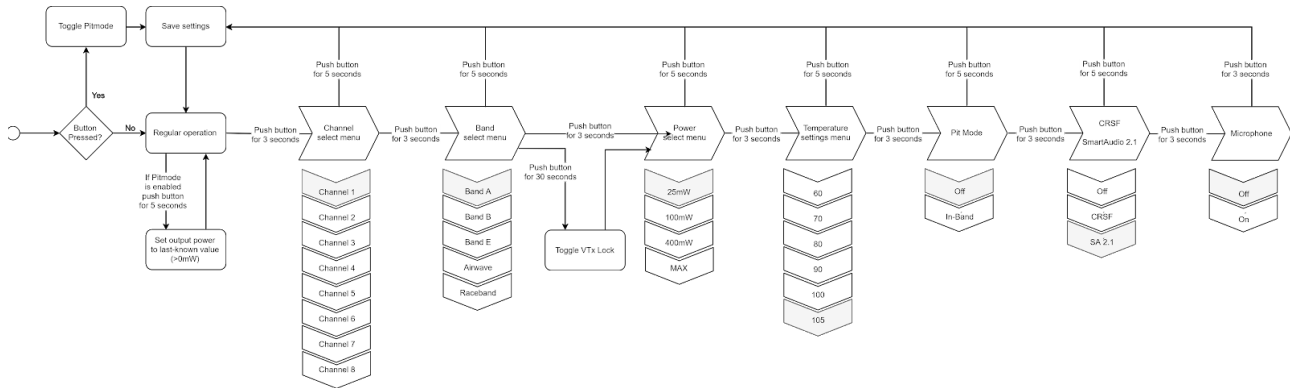 Toggle Pitmode
Save settings
Push button
for 5 seconds
Push button
for 5 seconds
Push button
for 5 seconds
Push button
for 5 seconds
Push button
for 5 seconds
Push button
for 5 seconds
Push button
for 3 seconds
Yes
Button
Pressed?
No
Regular operation
Push button
for 3 seconds
Channel
select menu
Push button
for 3 seconds
Band
select menu
Push button
for 3 seconds
Power
select menu
Push button
for 3 seconds
Temperature
settings menu
Push button
for 3 seconds
Pit Mode
Push button
for 3 seconds
CRSF
SmartAudio 2.1
Push button
for 3 seconds
Microphone
If Pitmode
is enabled
push button
for 5 seconds
Set output power
to last-known value
(>0mW)
Push button
for 30 seconds
Toggle VTx Lock
Channel 1
Channel 2
Channel 3
Channel 4
Channel 5
Channel 6
Channel 7
Channel 8
Band A
Band B
Band E
Airwave
Raceband
25mW
100mW
400mW
MAX
60
70
80
90
100
105
Off
In-Band
Off
CRSF
SA 2.1
Off
On